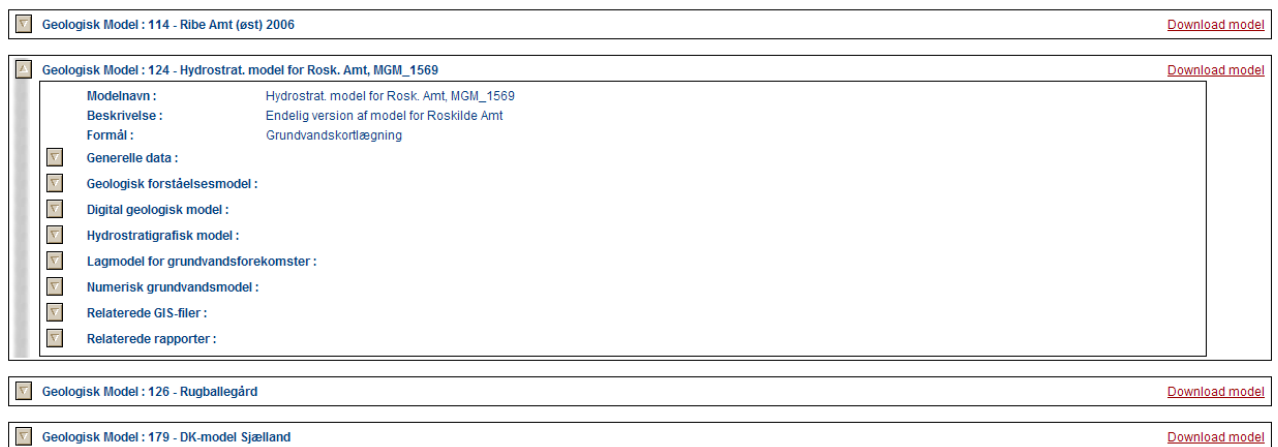 Geologisk Model : 114 - Ribe Amt (øst) 2006 Download model
Geologisk Model : 124 - Hydrostrat. model for Rosk. Amt, MGM_1569 Download model
Modelnavn : Hydrostrat. model for Rosk. Amt, MGM_1569
Beskrivelse : Endelig version af model for Roskilde Amt
Formål : Grundvandskortlægning
Generelle data :
Geologisk forståelsesmodel :
Digital geologisk model :
Hydrostratigrafisk model :
Lagmodel for grundvandsforekomster :
Numerisk grundvandsmodel :
Relaterede GIS-filer :
Relaterede rapporter :
Geologisk Model : 126 - Rugballegård Download model
Geologisk Model : 179 - DK-model Sjælland Download model